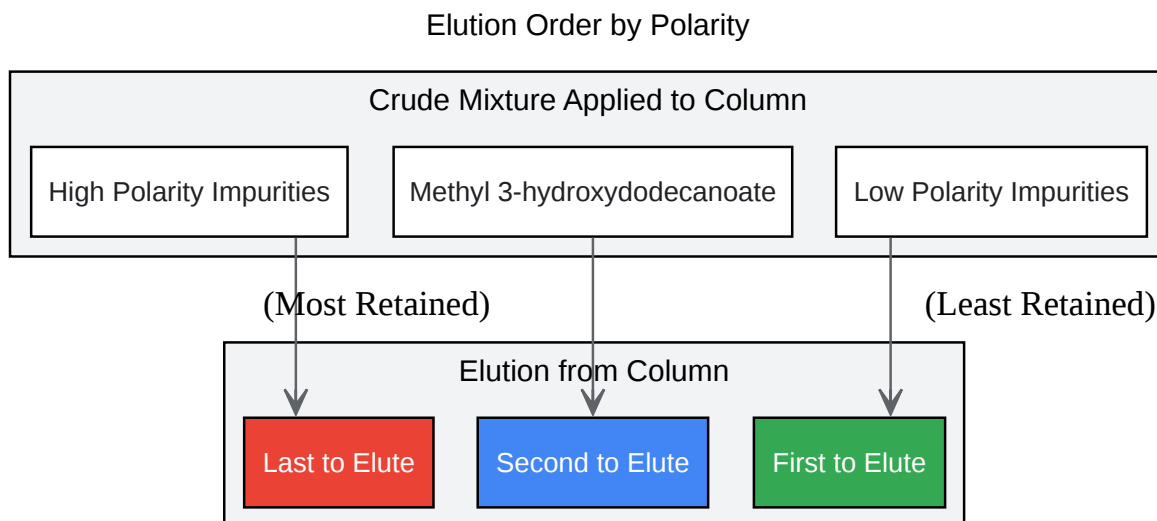 Elution Order by Polarity
Crude Mixture Applied to Column
High Polarity Impurities
Methyl 3-hydroxydodecanoate
Low Polarity Impurities
(Most Retained)
(Least Retained)
Elution from Column
Last to Elute
Second to Elute
First to Elute